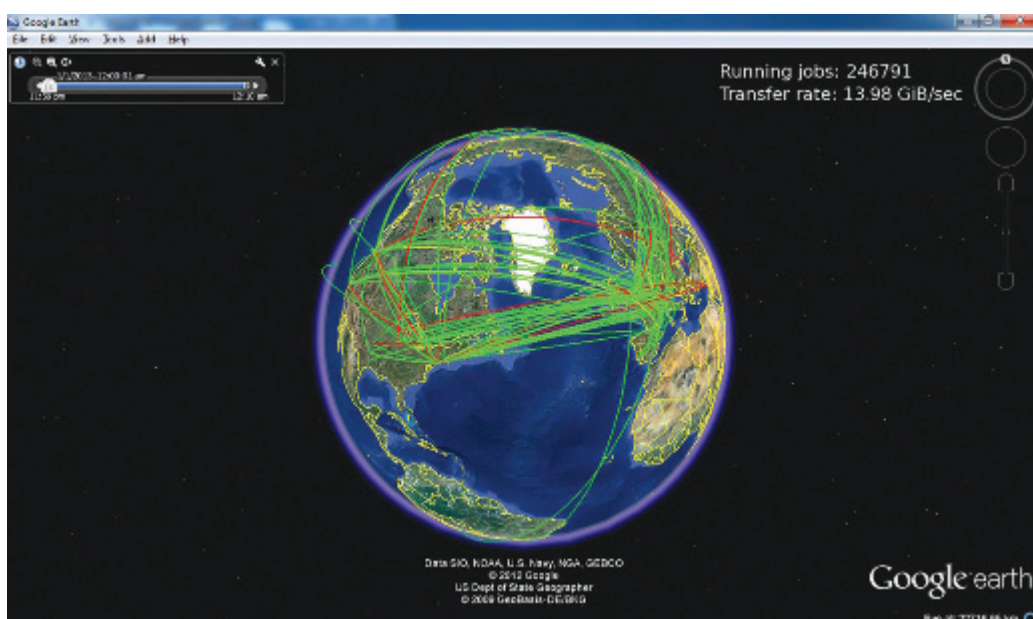 Google Earth
File Edit View Tools Add Help
Running jobs: 246791
Transfer rate: 13.98 GiB/sec
Data SIO, NOAA, U.S. Navy, NGA, GEBCO
© 2012 Google
US Dept of State Geographer
© 2009 GeoBasis-DE/BKG
Google earth